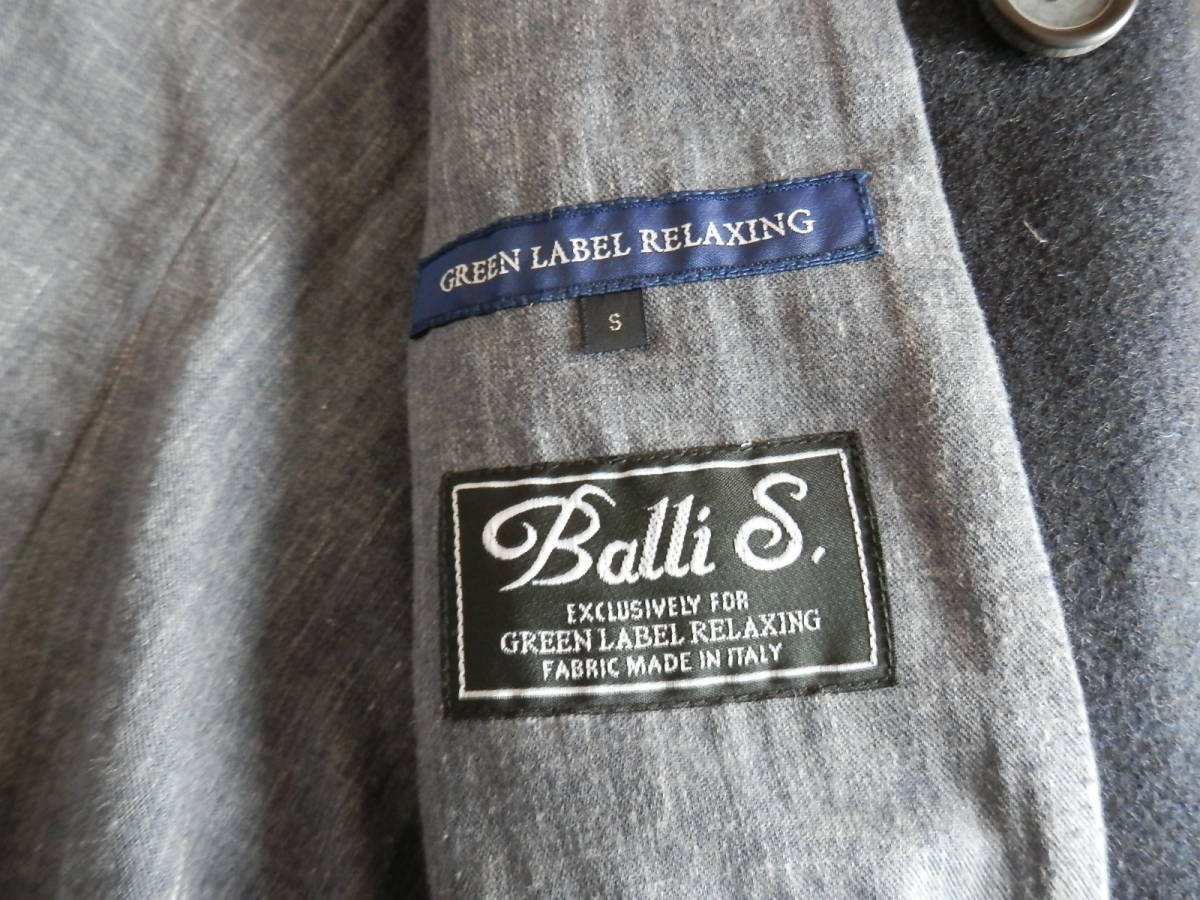 GREEN LABEL RELAXING
S
Balli S.
EXCLUSIVELY FOR
GREEN LABEL RELAXING
FABRIC MADE IN ITALY